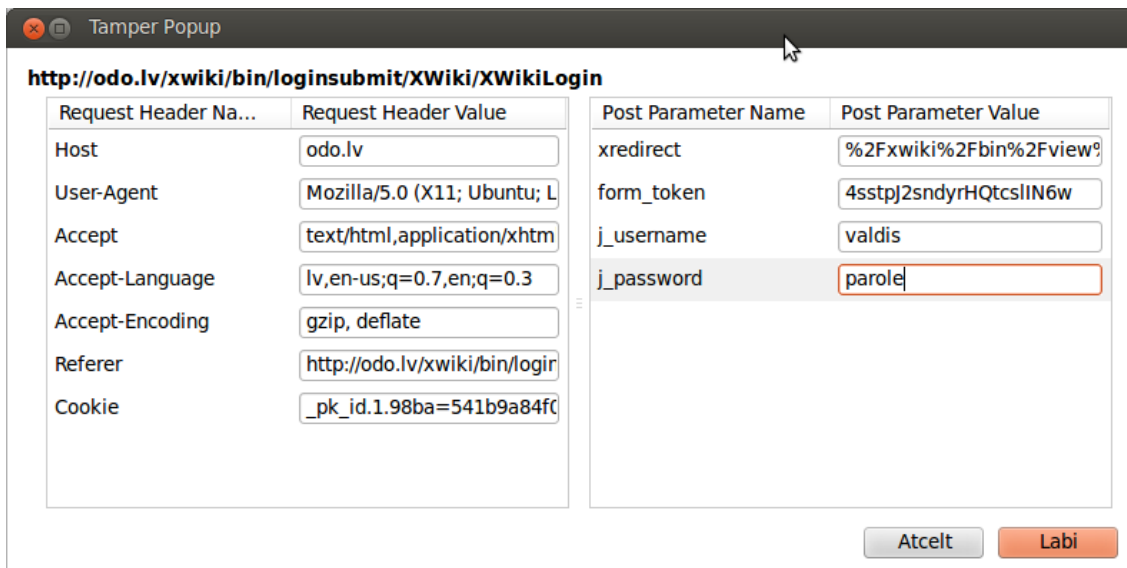 Tamper Popup
http://odo.lv/xwiki/bin/loginsubmit/XWiki/XWikiLogin
Request Header Na... Request Header Value
Host odo.lv
User-Agent Mozilla/5.0 (X11; Ubuntu; L
Accept text/html,application/xhtm
Accept-Language lv,en-us;q=0.7,en;q=0.3
Accept-Encoding gzip, deflate
Referer http://odo.lv/xwiki/bin/login
Cookie _pk_id.1.98ba=541b9a84f0
Post Parameter Name Post Parameter Value
xredirect %2Fxwiki%2Fbin%2Fview%
form_token 4sstpJ2sndyrHQtcslIN6w
j_username valdis
j_password parole
Atcelt Labi